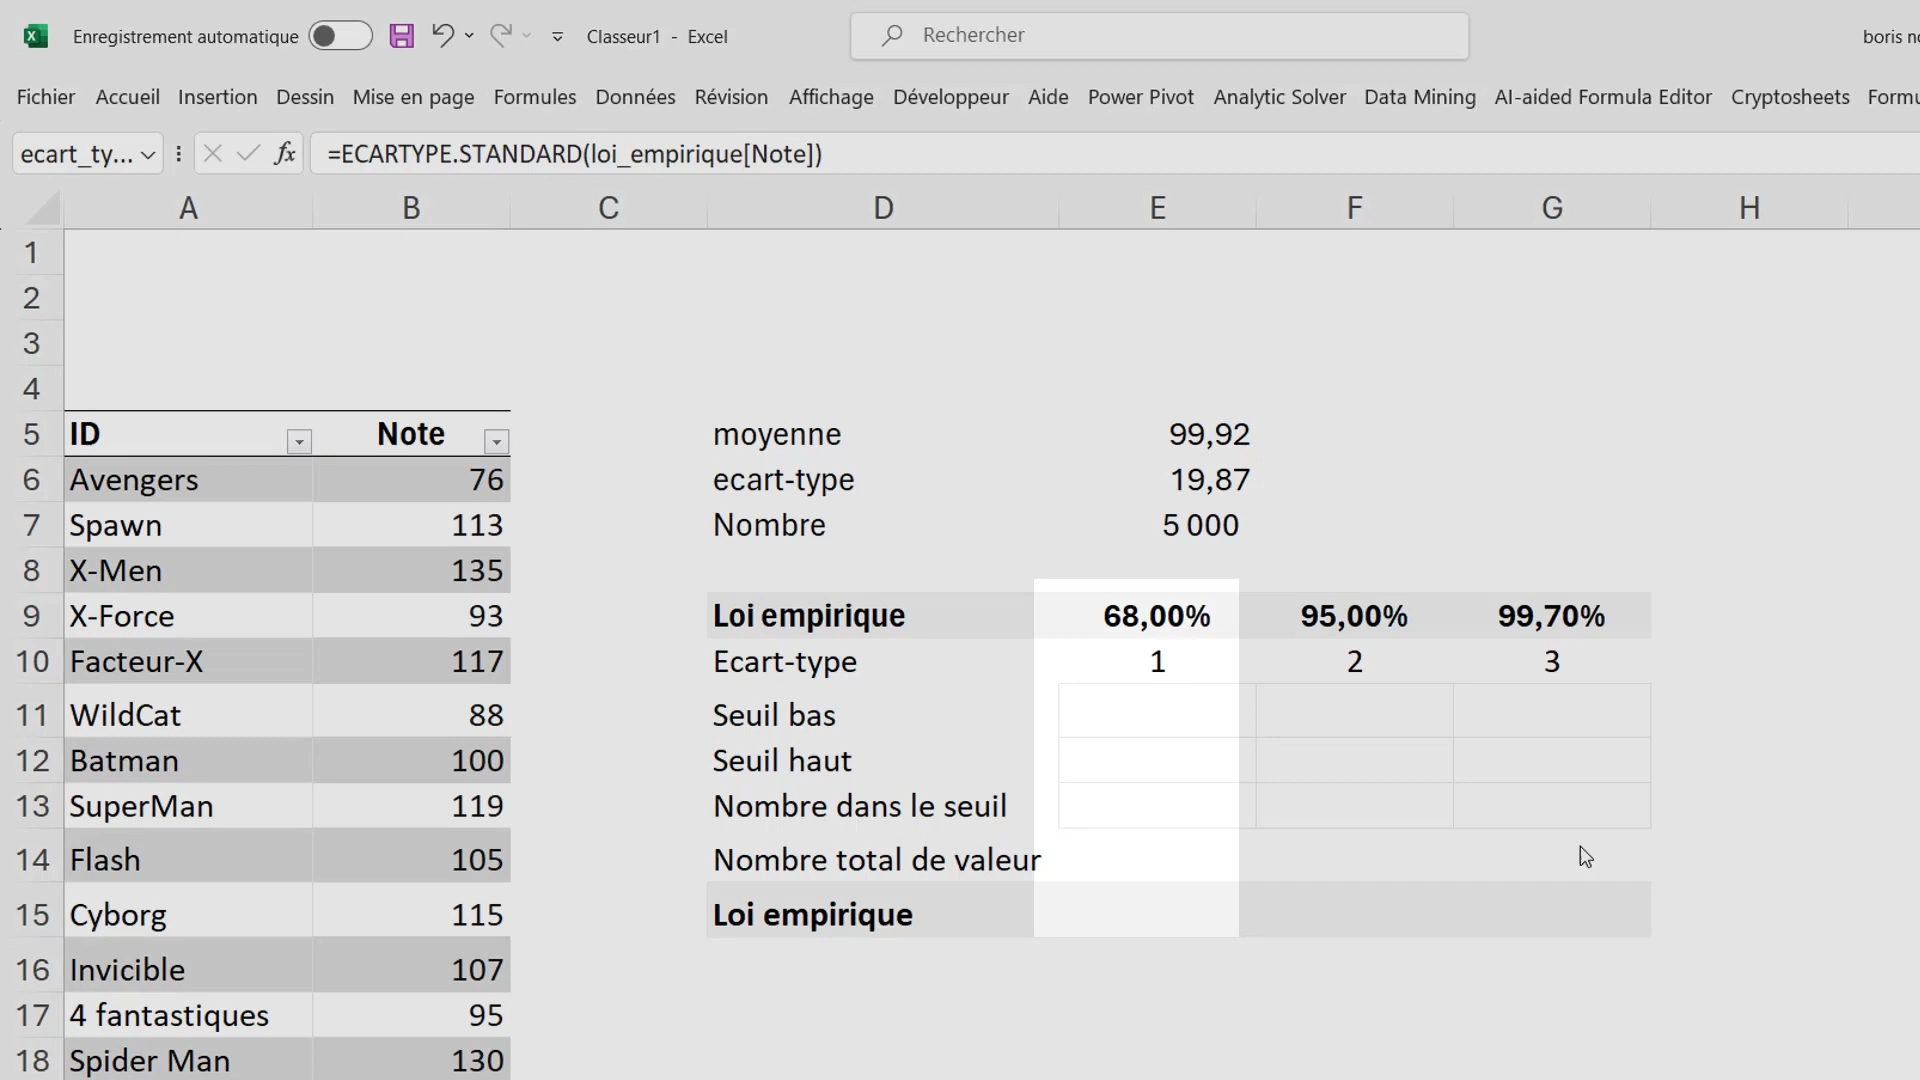 Enregistrement automatique Classeur1 - Excel Rechercher boris
Fichier Accueil Insertion Dessin Mise en page Formules Données Révision Affichage Développeur Aide Power Pivot Analytic Solver Data Mining AI-aided Formula Editor Cryptosheets Formu
ecart_ty... fx =ECARTYPE.STANDARD(loi_empirique[Note])
A B C D E F G H
1
2
3
4
5 ID Note moyenne 99,92
6 Avengers 76 ecart-type 19,87
7 Spawn 113 Nombre 5 000
8 X-Men 135
9 X-Force 93 Loi empirique 68,00% 95,00% 99,70%
10 Facteur-X 117 Ecart-type 1 2 3
11 WildCat 88 Seuil bas
12 Batman 100 Seuil haut
13 SuperMan 119 Nombre dans le seuil
14 Flash 105 Nombre total de valeur
15 Cyborg 115 Loi empirique
16 Invicible 107
17 4 fantastiques 95
18 Spider Man 130